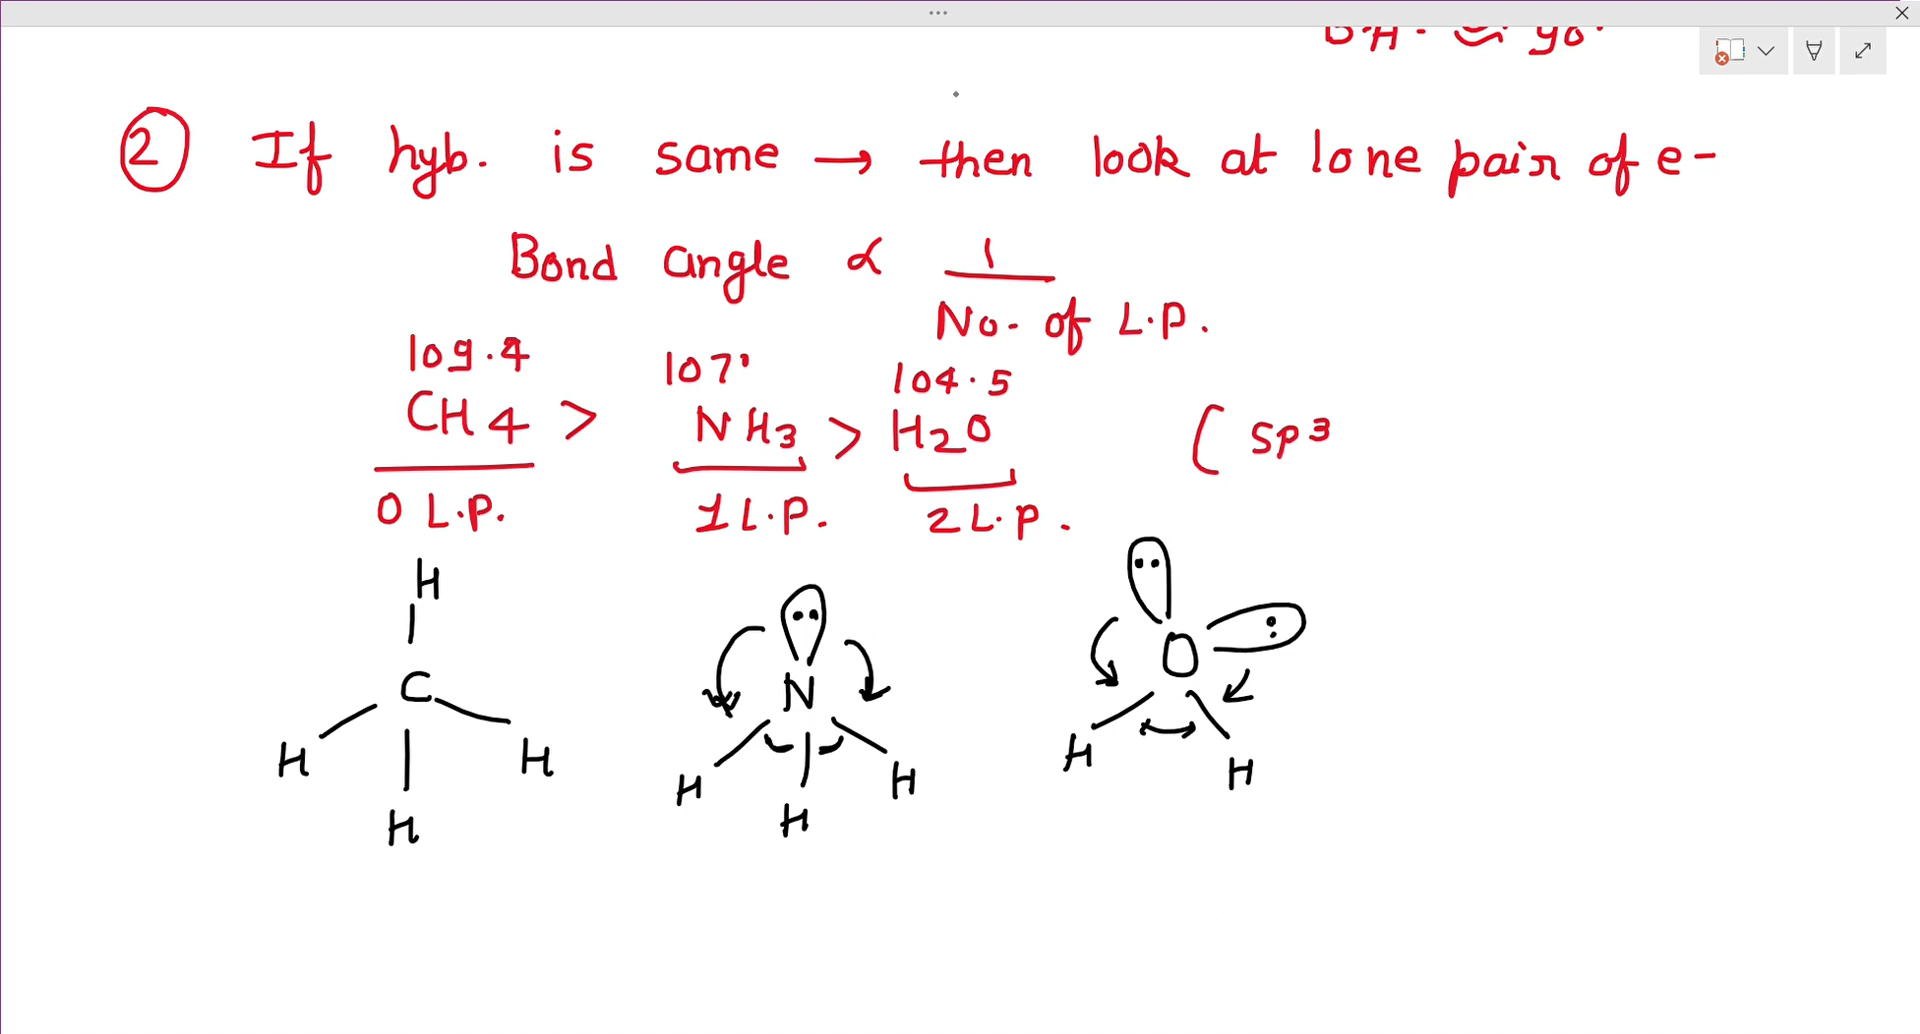 B.A. ≃ 90°
② If hyb. is same → then look at lone pair of e-
Bond angle ∝ 1
No. of L.P.
109.4 107° 104.5
CH4 > NH3 > H2O ( sp3
0 L.P. 1 L.P. 2 L.P.
H
C
H H
H
N
H H
H
O
H H